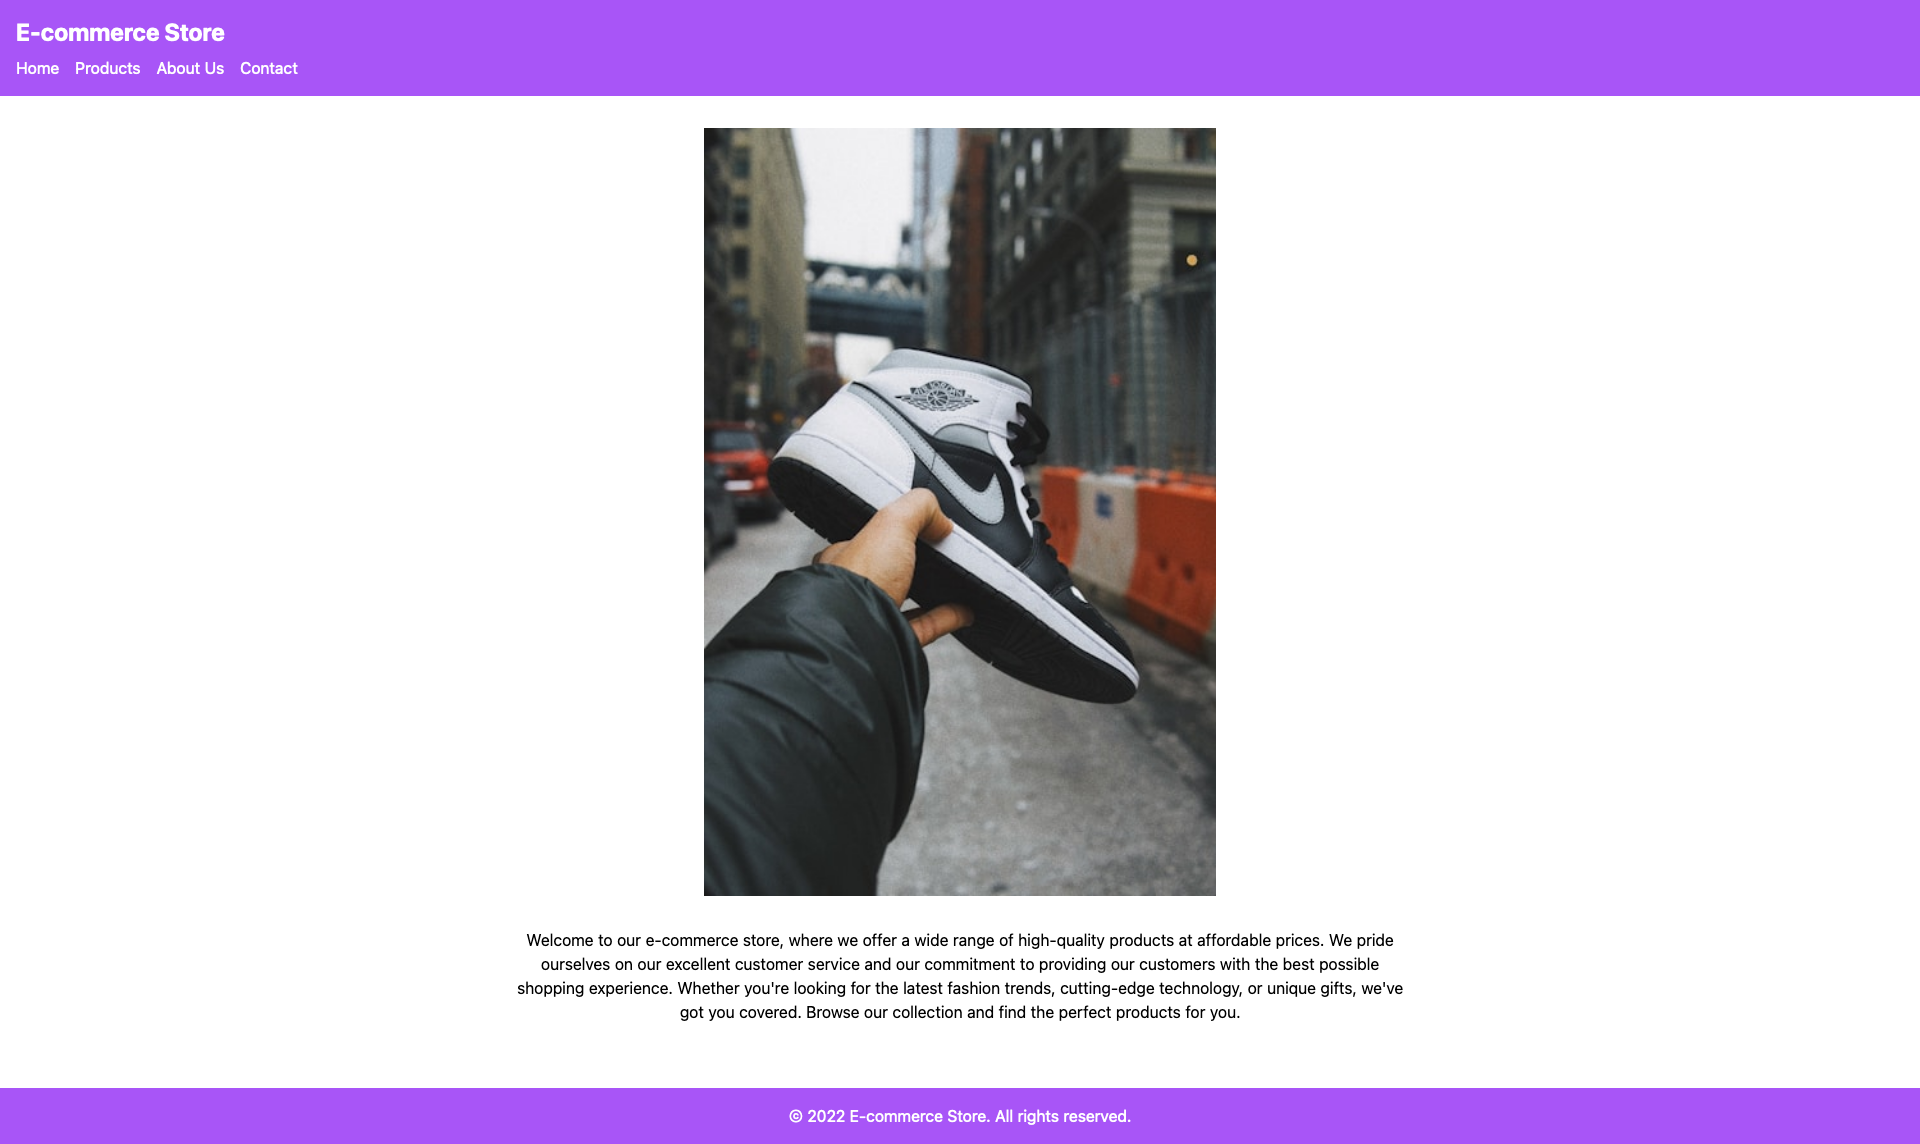 E-commerce Store
Home Products About Us Contact
AIR JORDAN
Welcome to our e-commerce store, where we offer a wide range of high-quality products at affordable prices. We pride
ourselves on our excellent customer service and our commitment to providing our customers with the best possible
shopping experience. Whether you're looking for the latest fashion trends, cutting-edge technology, or unique gifts, we've
got you covered. Browse our collection and find the perfect products for you.
© 2022 E-commerce Store. All rights reserved.